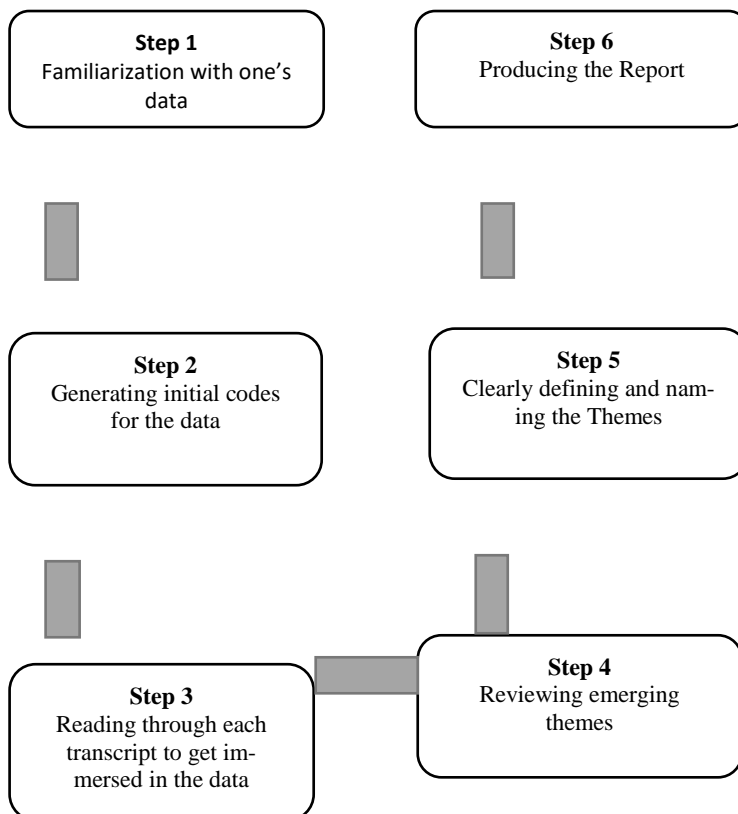 Step 1
Familiarization with one’s
data
Step 2
Generating initial codes
for the data
Step 3
Reading through each
transcript to get im-
mersed in the data
Step 4
Reviewing emerging
themes
Step 5
Clearly defining and nam-
ing the Themes
Step 6
Producing the Report